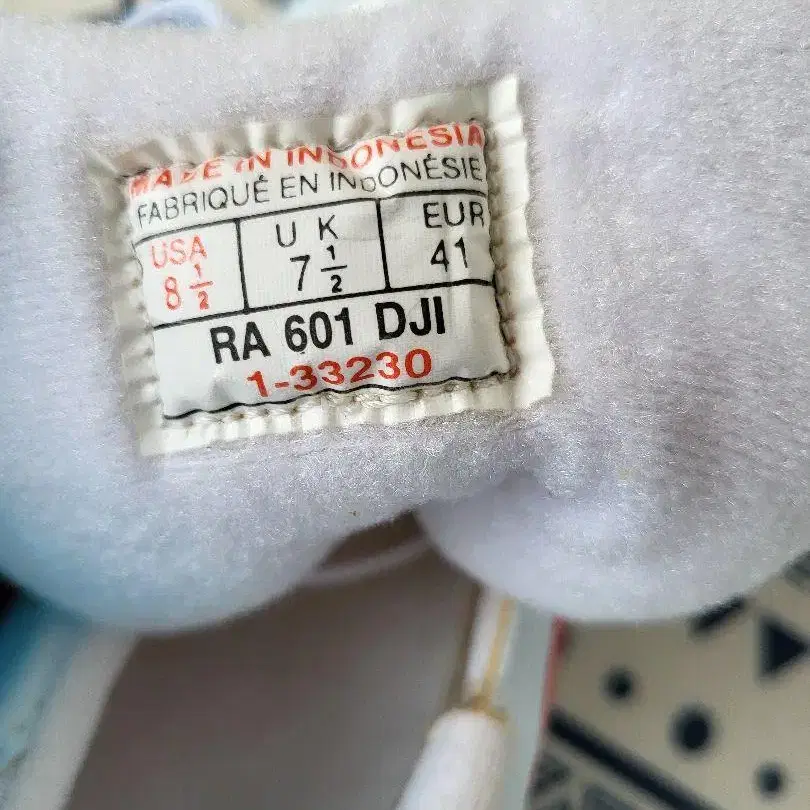 MADE IN INDONESIA
FABRIQUÉ EN INDONÉSIE
USA UK EUR
8 1/2 7 1/2 41
RA 601 DJI
1-33230